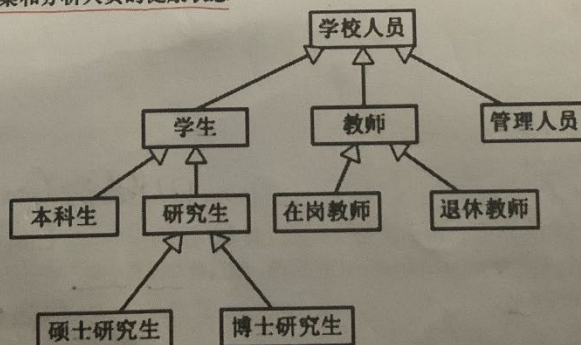 学校人员
学生
教师
管理人员
本科生
研究生
在岗教师
退休教师
硕士研究生
博士研究生